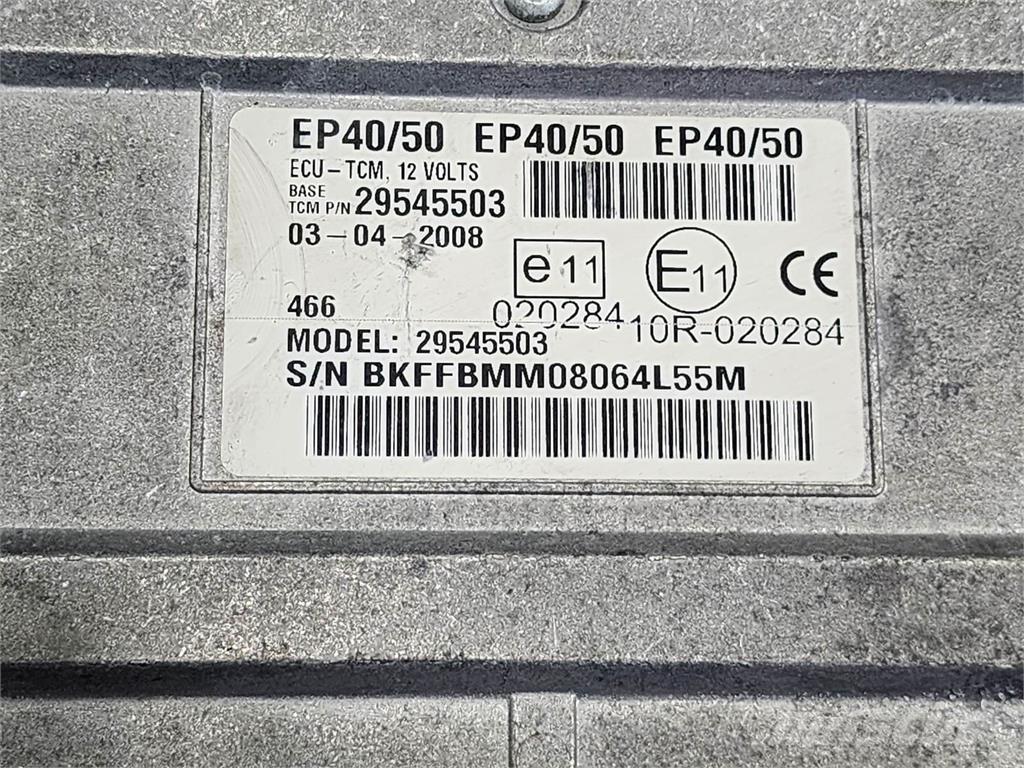 EP40/50 EP40/50 EP40/50
ECU-TCM, 12 VOLTS
BASE
TCM P/N 29545503
03-04-2008
e 11
E11
CE
020284
10R-020284
466
MODEL: 29545503
S/N BKFFBMM08064L55M